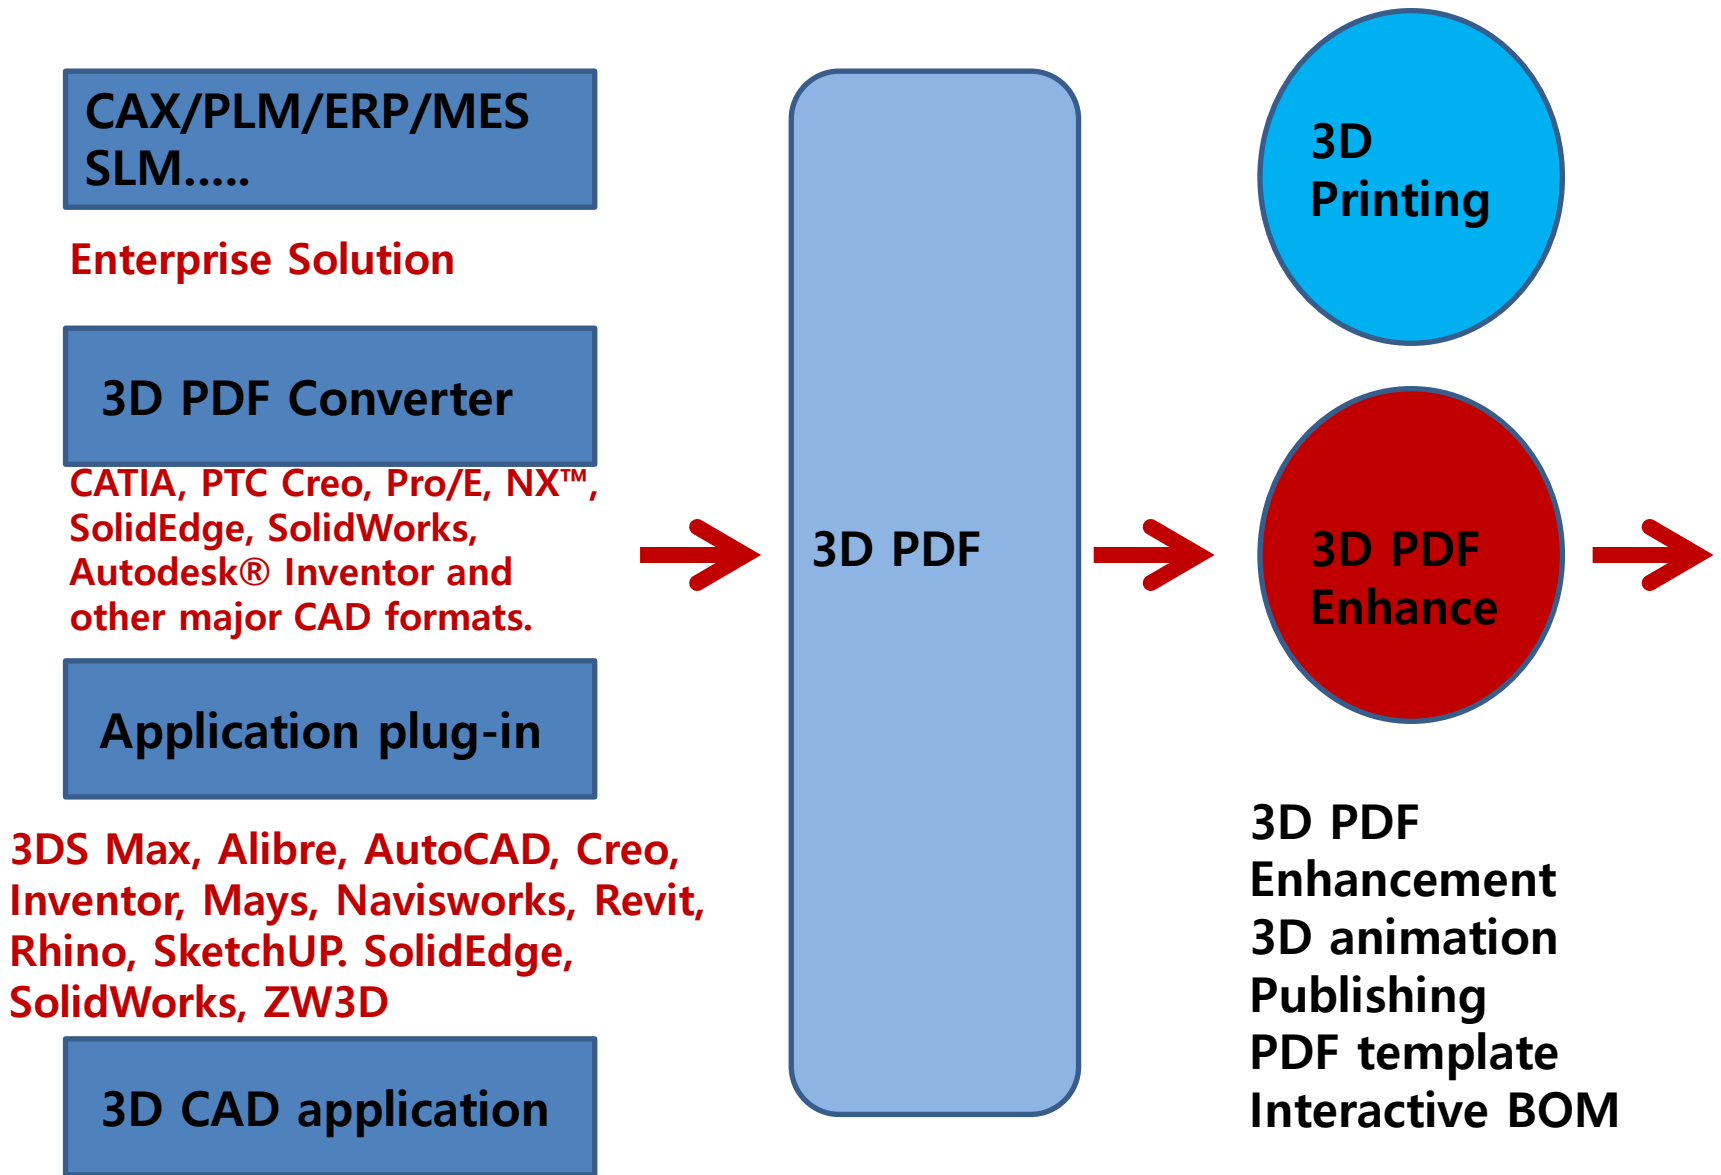 CAX/PLM/ERP/MES
SLM.....
Enterprise Solution
3D PDF Converter
CATIA, PTC Creo, Pro/E, NX™,
SolidEdge, SolidWorks,
Autodesk® Inventor and
other major CAD formats.
Application plug-in
3DS Max, Alibre, AutoCAD, Creo,
Inventor, Mays, Navisworks, Revit,
Rhino, SketchUP. SolidEdge,
SolidWorks, ZW3D
3D CAD application
3D PDF
3D
Printing
3D PDF
Enhance
3D PDF
Enhancement
3D animation
Publishing
PDF template
Interactive BOM